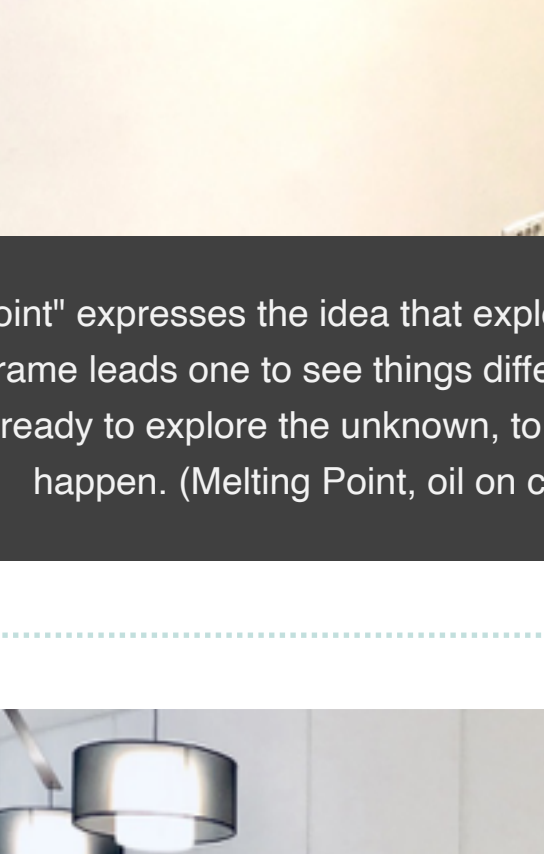 oint" expresses the idea that expl
rame leads one to see things diffe
ready to explore the unknown, to
happen. (Melting Point, oil on c